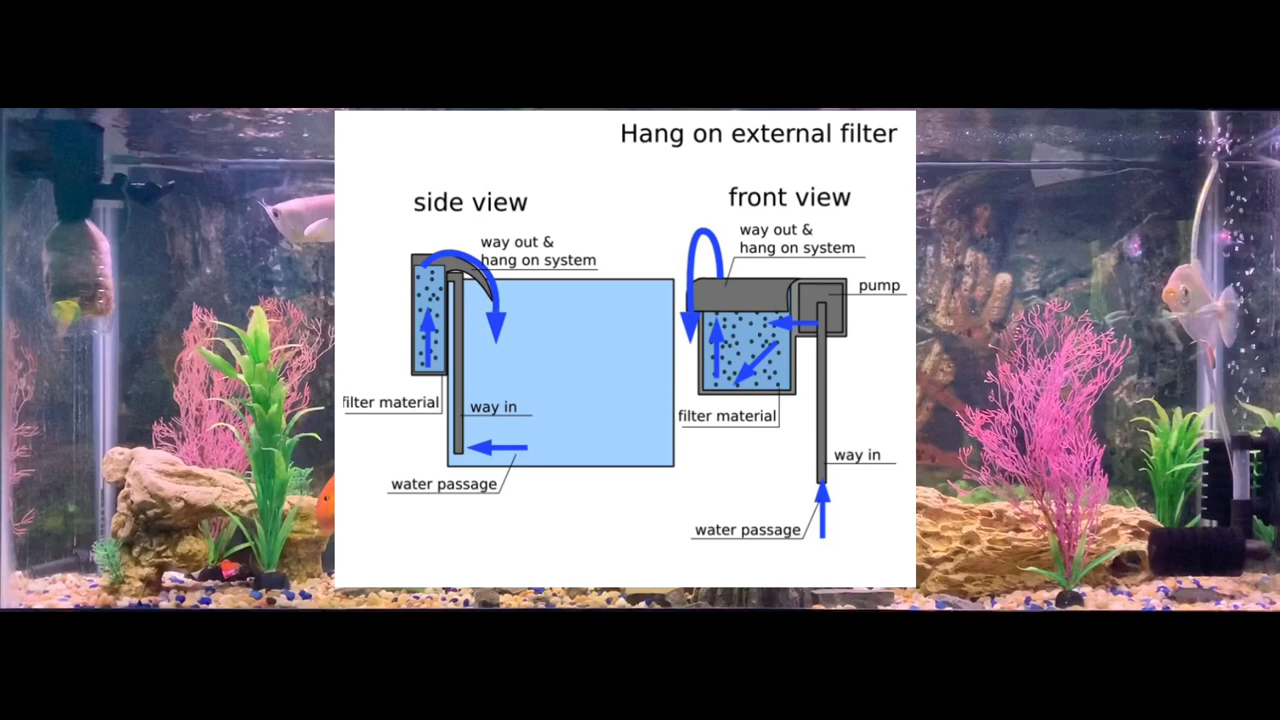 Hang on external filter
side view
way out &
hang on system
filter material
way in
water passage
front view
way out &
hang on system
pump
filter material
way in
water passage